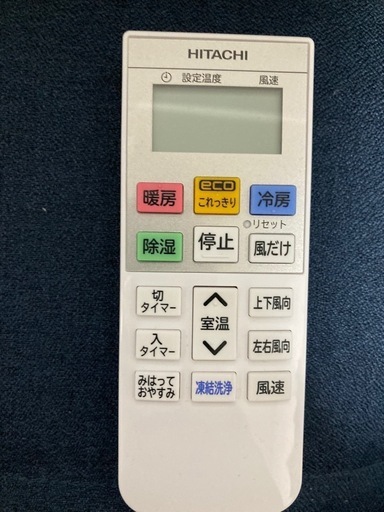 HITACHI
設定温度 風速
暖房 eco これっきり 冷房
リセット
除湿 停止 風だけ
切タイマー 室温 上下風向
入タイマー 左右風向
みはっておやすみ 凍結洗浄 風速